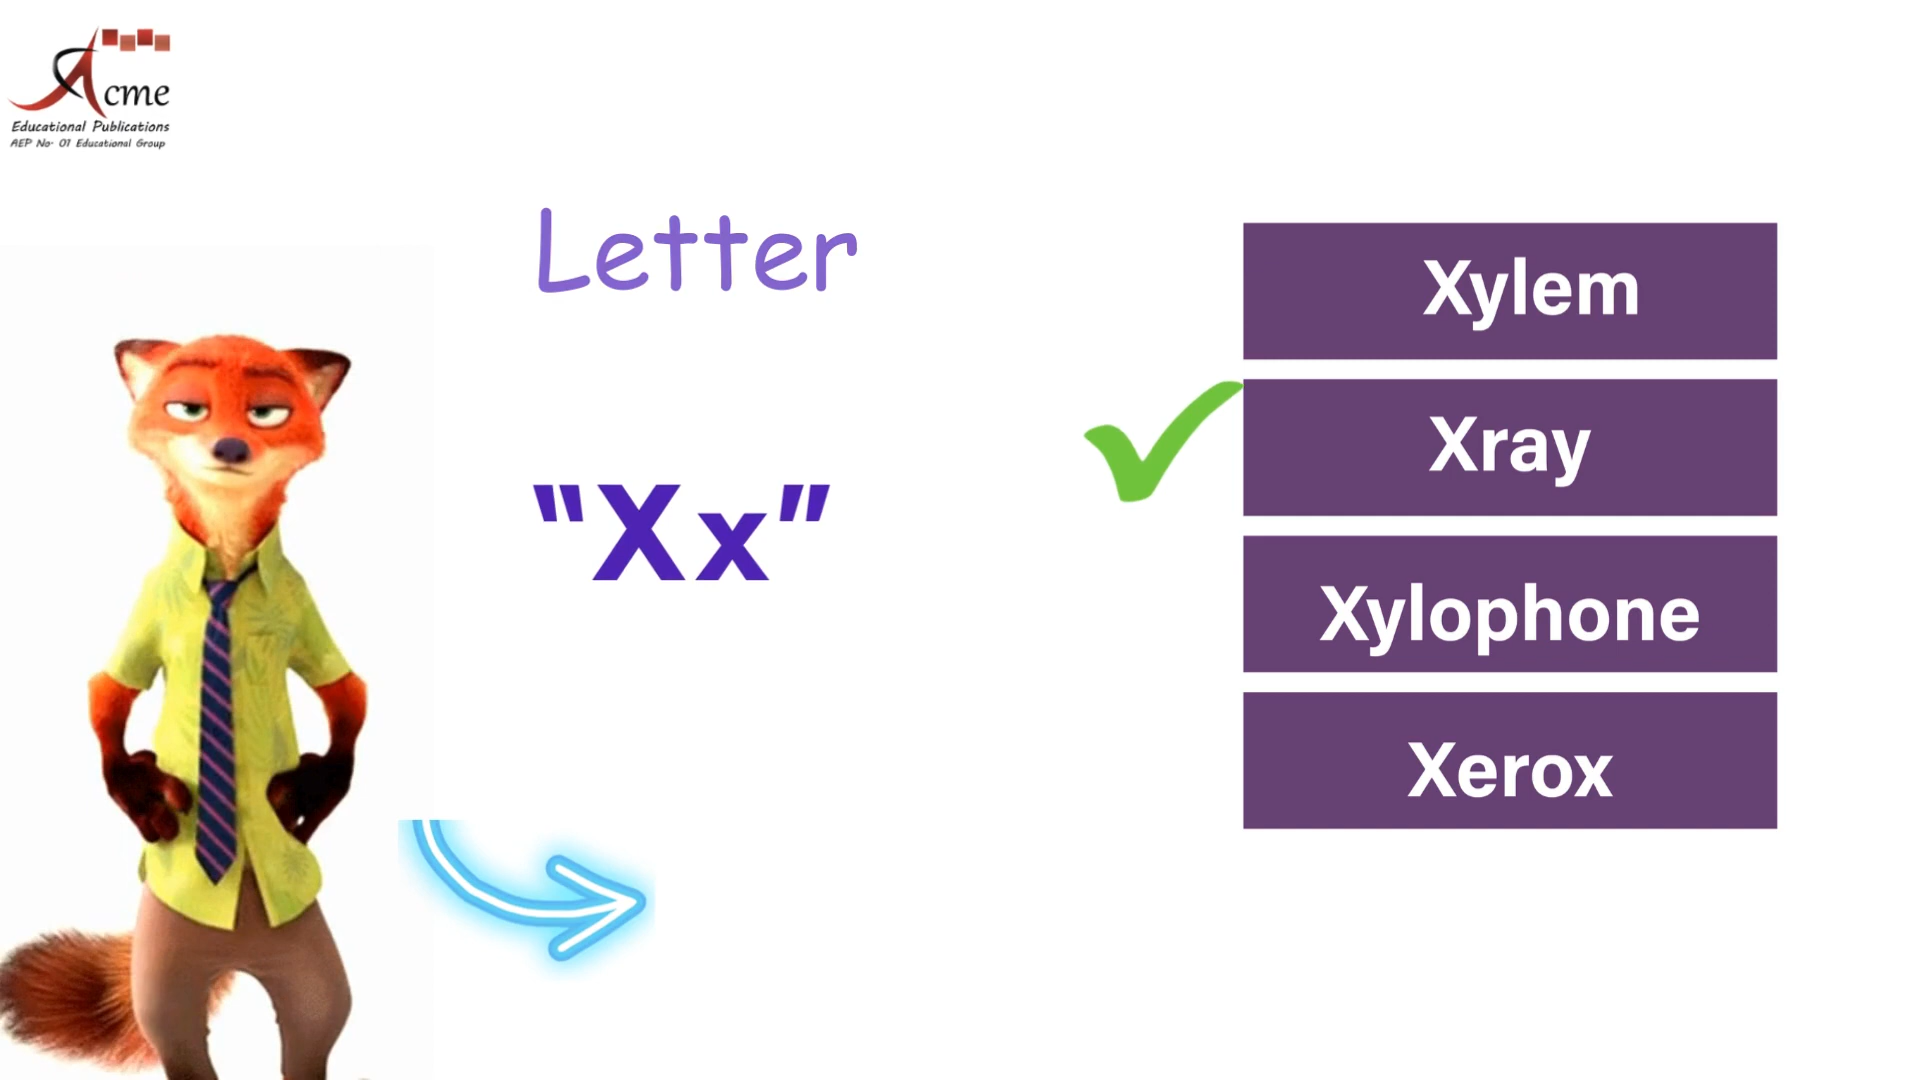 Acme
Educational Publications
AEP No. 01 Educational Group
Letter
"Xx"
Xylem
Xray
Xylophone
Xerox